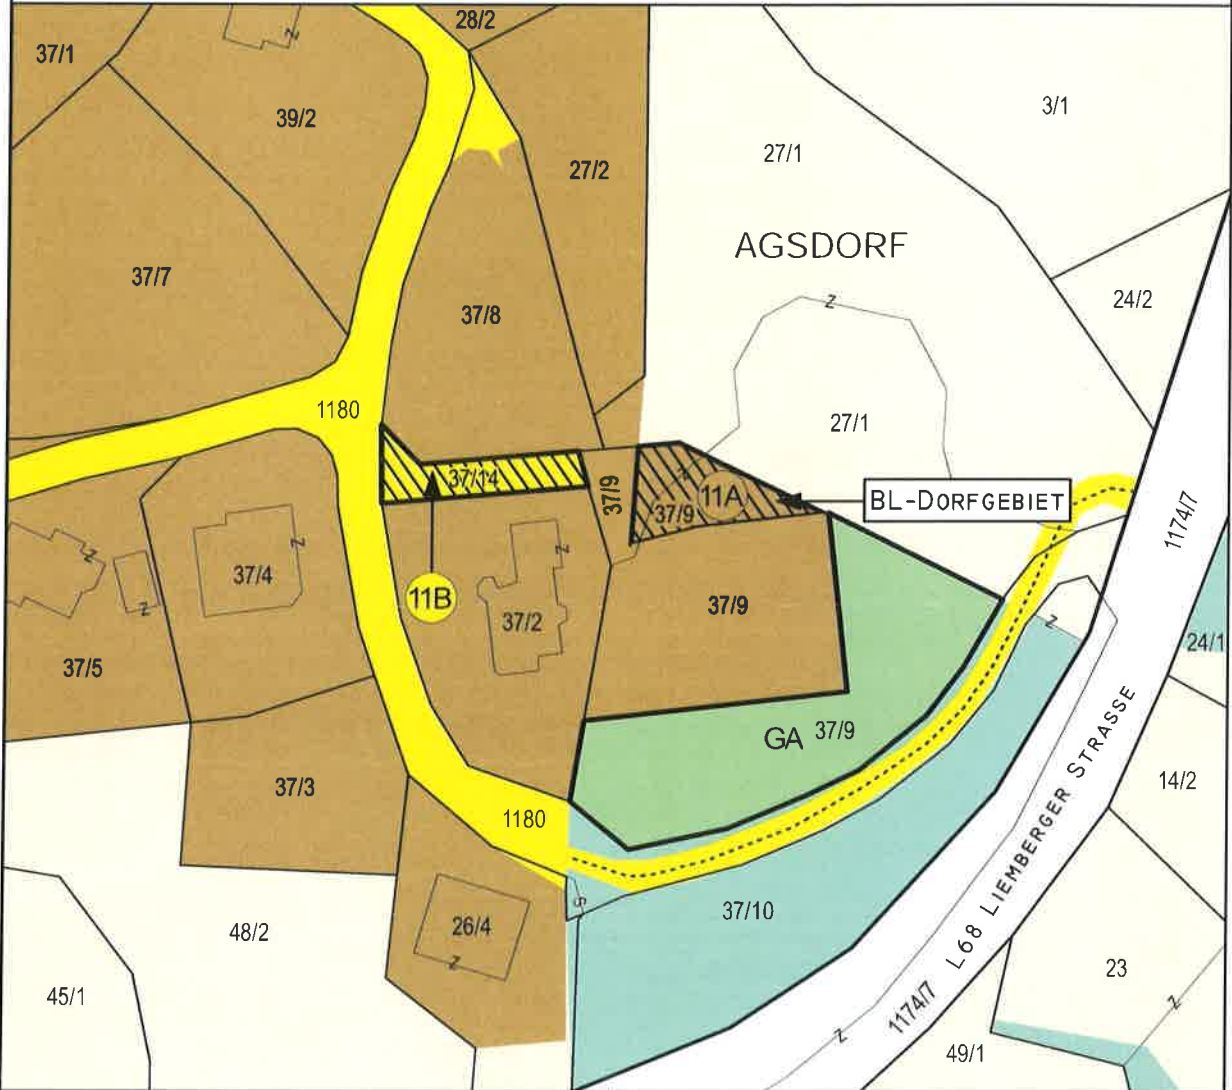 28/2
Z
37/1
39/2
3/1
27/1
27/2
AGSDORF
37/7
24/2
Z
37/8
1180
27/1
37/14
37/9
Z
11A
37/9
BL-DORFGEBIET
1174/7
Z
Z
Z
37/4
11B
37/9
Z
37/2
Z
24/1
37/5
GA 37/9
37/3
14/2
1180
L68 LIEMBERGER STRASSE
S
37/10
26/4
48/2
Z
23
45/1
1174/7
Z
Z
49/1